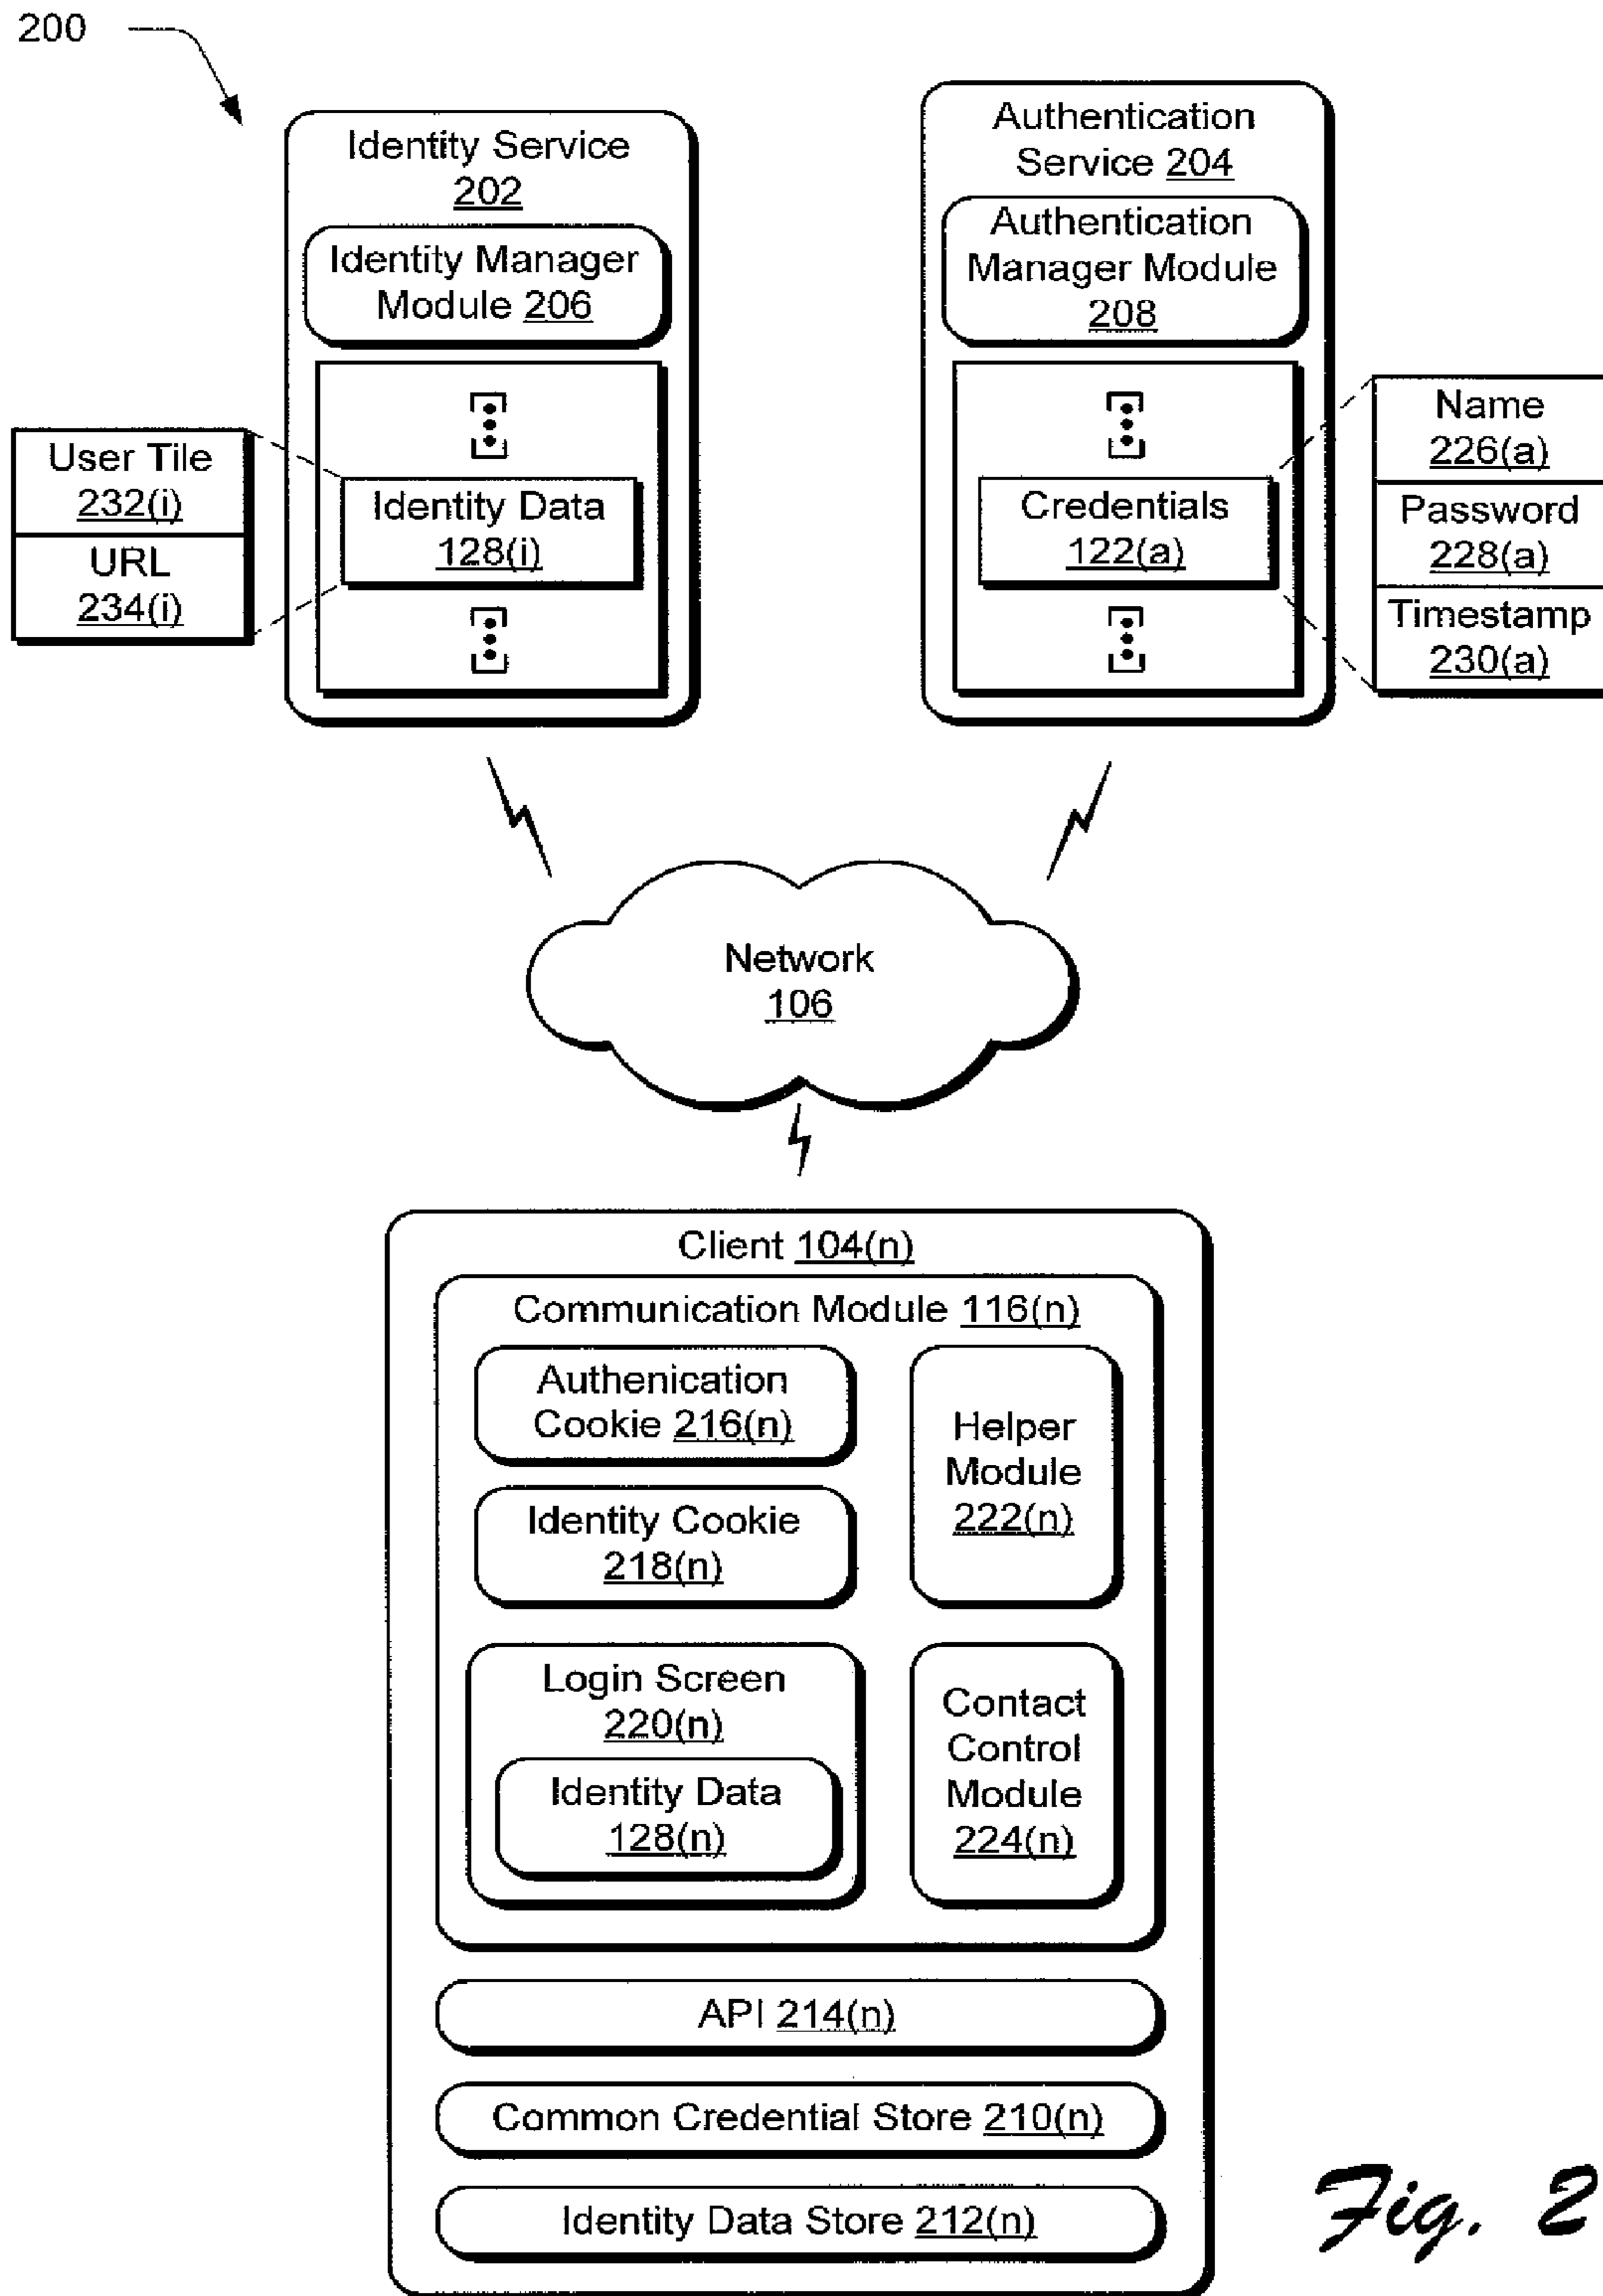 200
Identity Service
202
Identity Manager
Module 206
User Tile
232(i)
URL
234(i)
Identity Data
128(i)
Authentication
Service 204
Authentication
Manager Module
208
Credentials
122(a)
Name
226(a)
Password
228(a)
Timestamp
230(a)
Network
106
Client 104(n)
Communication Module 116(n)
Authenication
Cookie 216(n)
Identity Cookie
218(n)
Helper
Module
222(n)
Login Screen
220(n)
Identity Data
128(n)
Contact
Control
Module
224(n)
API 214(n)
Common Credential Store 210(n)
Identity Data Store 212(n)
Fig. 2